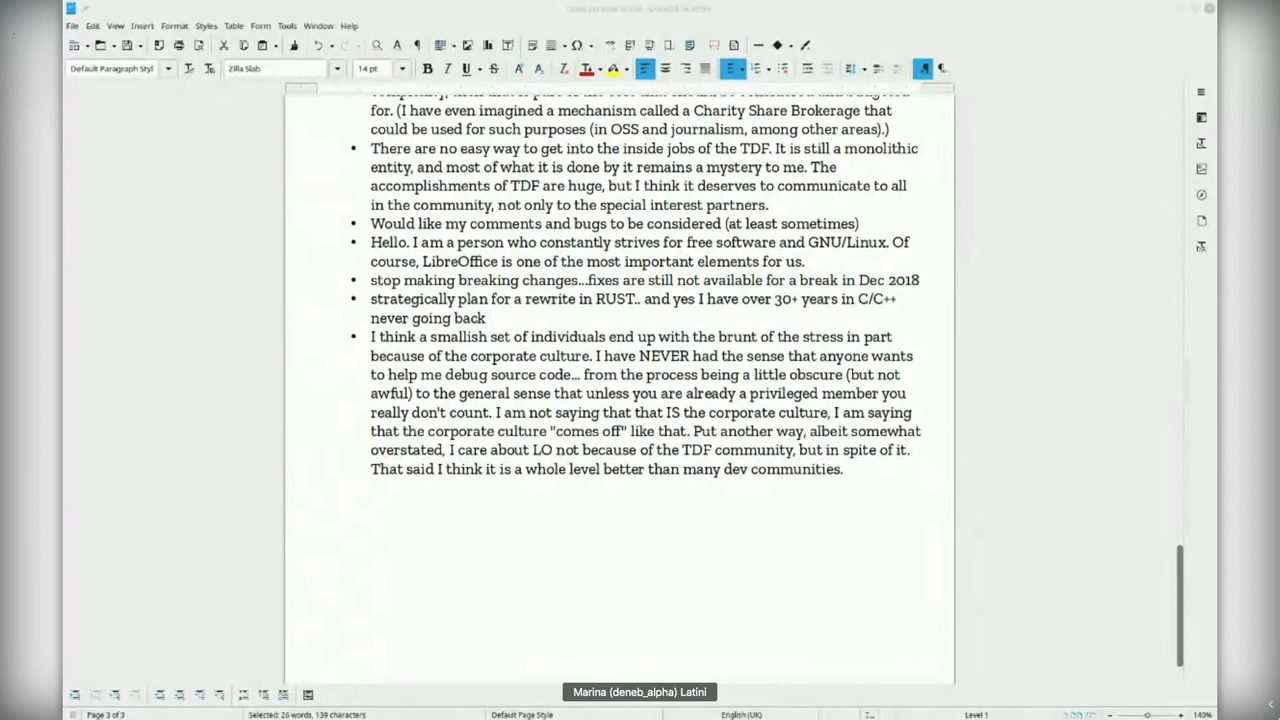 File Edit View Insert Format Styles Table Form Tools Window Help
Default Paragraph Styl Zilla Slab 14 pt
for. (I have even imagined a mechanism called a Charity Share Brokerage that
could be used for such purposes (in OSS and journalism, among other areas).)
• There are no easy way to get into the inside jobs of the TDF. It is still a monolithic
entity, and most of what it is done by it remains a mystery to me. The
accomplishments of TDF are huge, but I think it deserves to communicate to all
in the community, not only to the special interest partners.
• Would like my comments and bugs to be considered (at least sometimes)
• Hello. I am a person who constantly strives for free software and GNU/Linux. Of
course, LibreOffice is one of the most important elements for us.
• stop making breaking changes...fixes are still not available for a break in Dec 2018
• strategically plan for a rewrite in RUST.. and yes I have over 30+ years in C/C++
never going back
• I think a smallish set of individuals end up with the brunt of the stress in part
because of the corporate culture. I have NEVER had the sense that anyone wants
to help me debug source code... from the process being a little obscure (but not
awful) to the general sense that unless you are already a privileged member you
really don't count. I am not saying that that IS the corporate culture, I am saying
that the corporate culture "comes off" like that. Put another way, albeit somewhat
overstated, I care about LO not because of the TDF community, but in spite of it.
That said I think it is a whole level better than many dev communities.
Marina (deneb_alpha) Latini
Page 3 of 3 Selected: 26 words, 139 characters Default Page Style English (UK) Level 1 140%